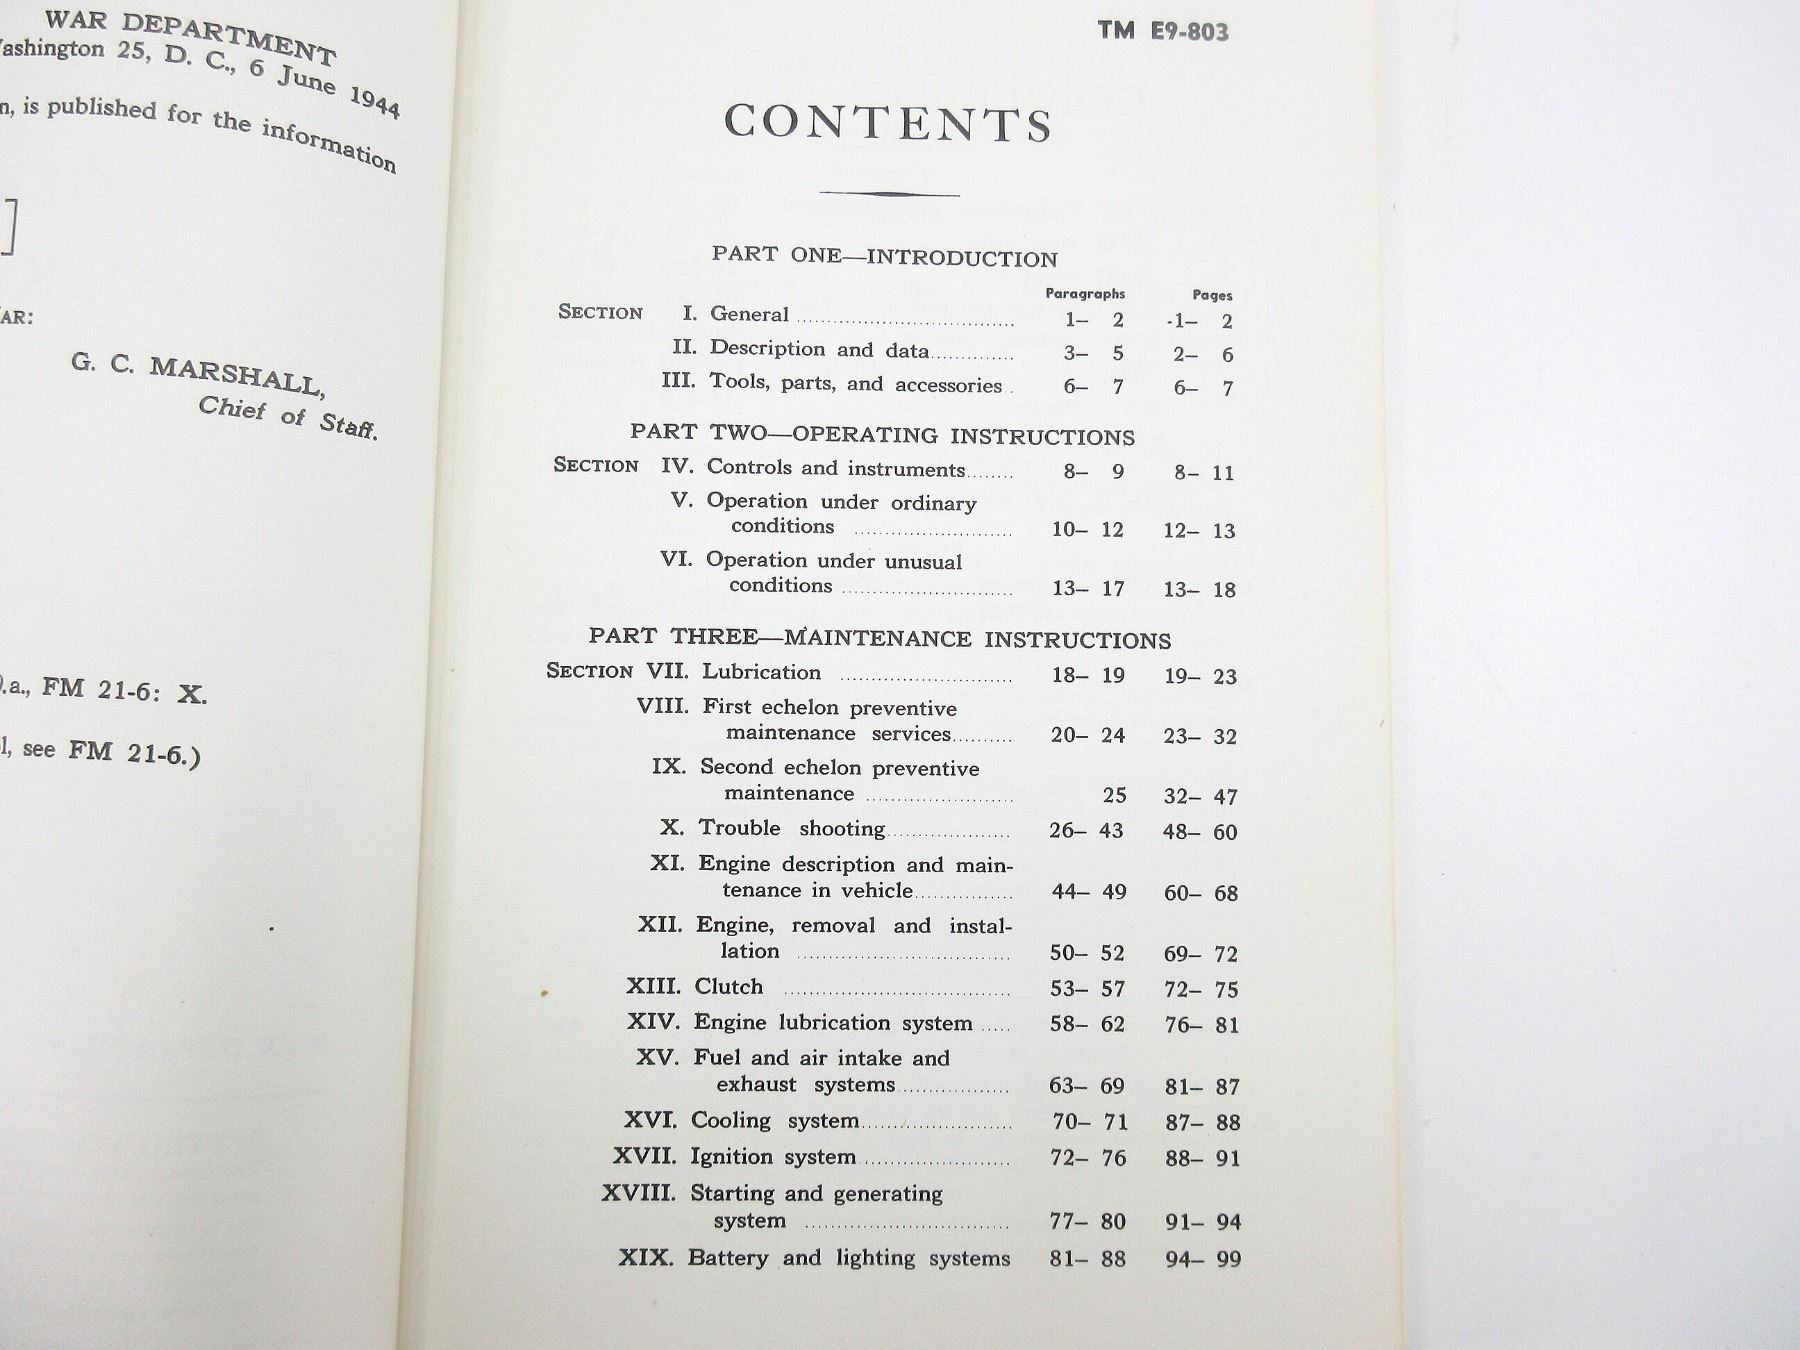 WAR DEPARTMENT
Washington 25, D. C., 6 June 1944
is published for the information
]
G. C. MARSHALL,
Chief of Staff.
FM 21-6: X.
see FM 21-6.)
TM E9-803
CONTENTS
PART ONE—INTRODUCTION
Paragraphs Pages
SECTION I. General ........ 1– 2 1– 2
II. Description and data ........ 3– 5 2– 6
III. Tools, parts, and accessories . 6– 7 6– 7
PART TWO—OPERATING INSTRUCTIONS
SECTION IV. Controls and instruments ........ 8– 9 8– 11
V. Operation under ordinary
conditions ........ 10– 12 12– 13
VI. Operation under unusual
conditions ........ 13– 17 13– 18
PART THREE—MAINTENANCE INSTRUCTIONS
SECTION VII. Lubrication ........ 18– 19 19– 23
VIII. First echelon preventive
maintenance services ........ 20– 24 23– 32
IX. Second echelon preventive
maintenance ........ 25 32– 47
X. Trouble shooting ........ 26– 43 48– 60
XI. Engine description and main-
tenance in vehicle ........ 44– 49 60– 68
XII. Engine, removal and instal-
lation ........ 50– 52 69– 72
XIII. Clutch ........ 53– 57 72– 75
XIV. Engine lubrication system ..... 58– 62 76– 81
XV. Fuel and air intake and
exhaust systems ........ 63– 69 81– 87
XVI. Cooling system ........ 70– 71 87– 88
XVII. Ignition system ........ 72– 76 88– 91
XVIII. Starting and generating
system ........ 77– 80 91– 94
XIX. Battery and lighting systems 81– 88 94– 99